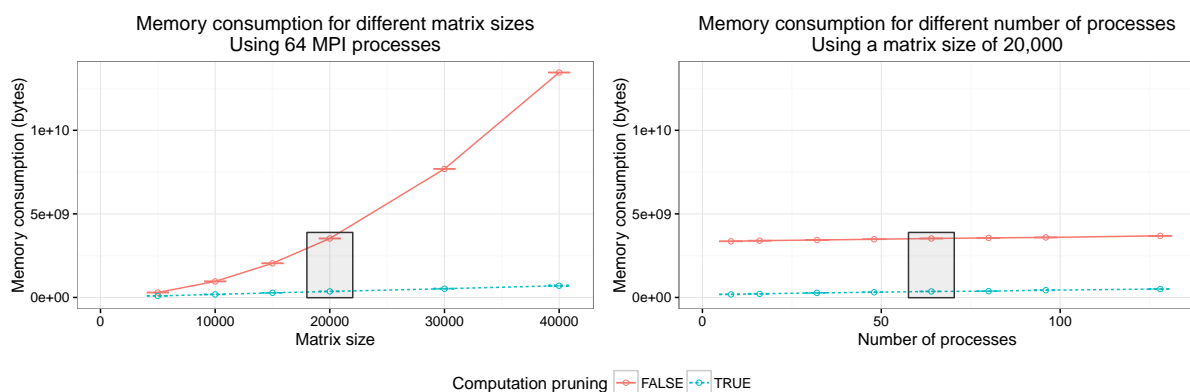 Memory consumption for different matrix sizes
Using 64 MPI processes
Memory consumption (bytes)
1e+10
5e+09
0e+00
0
10000
20000
30000
40000
Matrix size
Memory consumption for different number of processes
Using a matrix size of 20,000
Memory consumption (bytes)
1e+10
5e+09
0e+00
0
50
100
Number of processes
Computation pruning FALSE TRUE